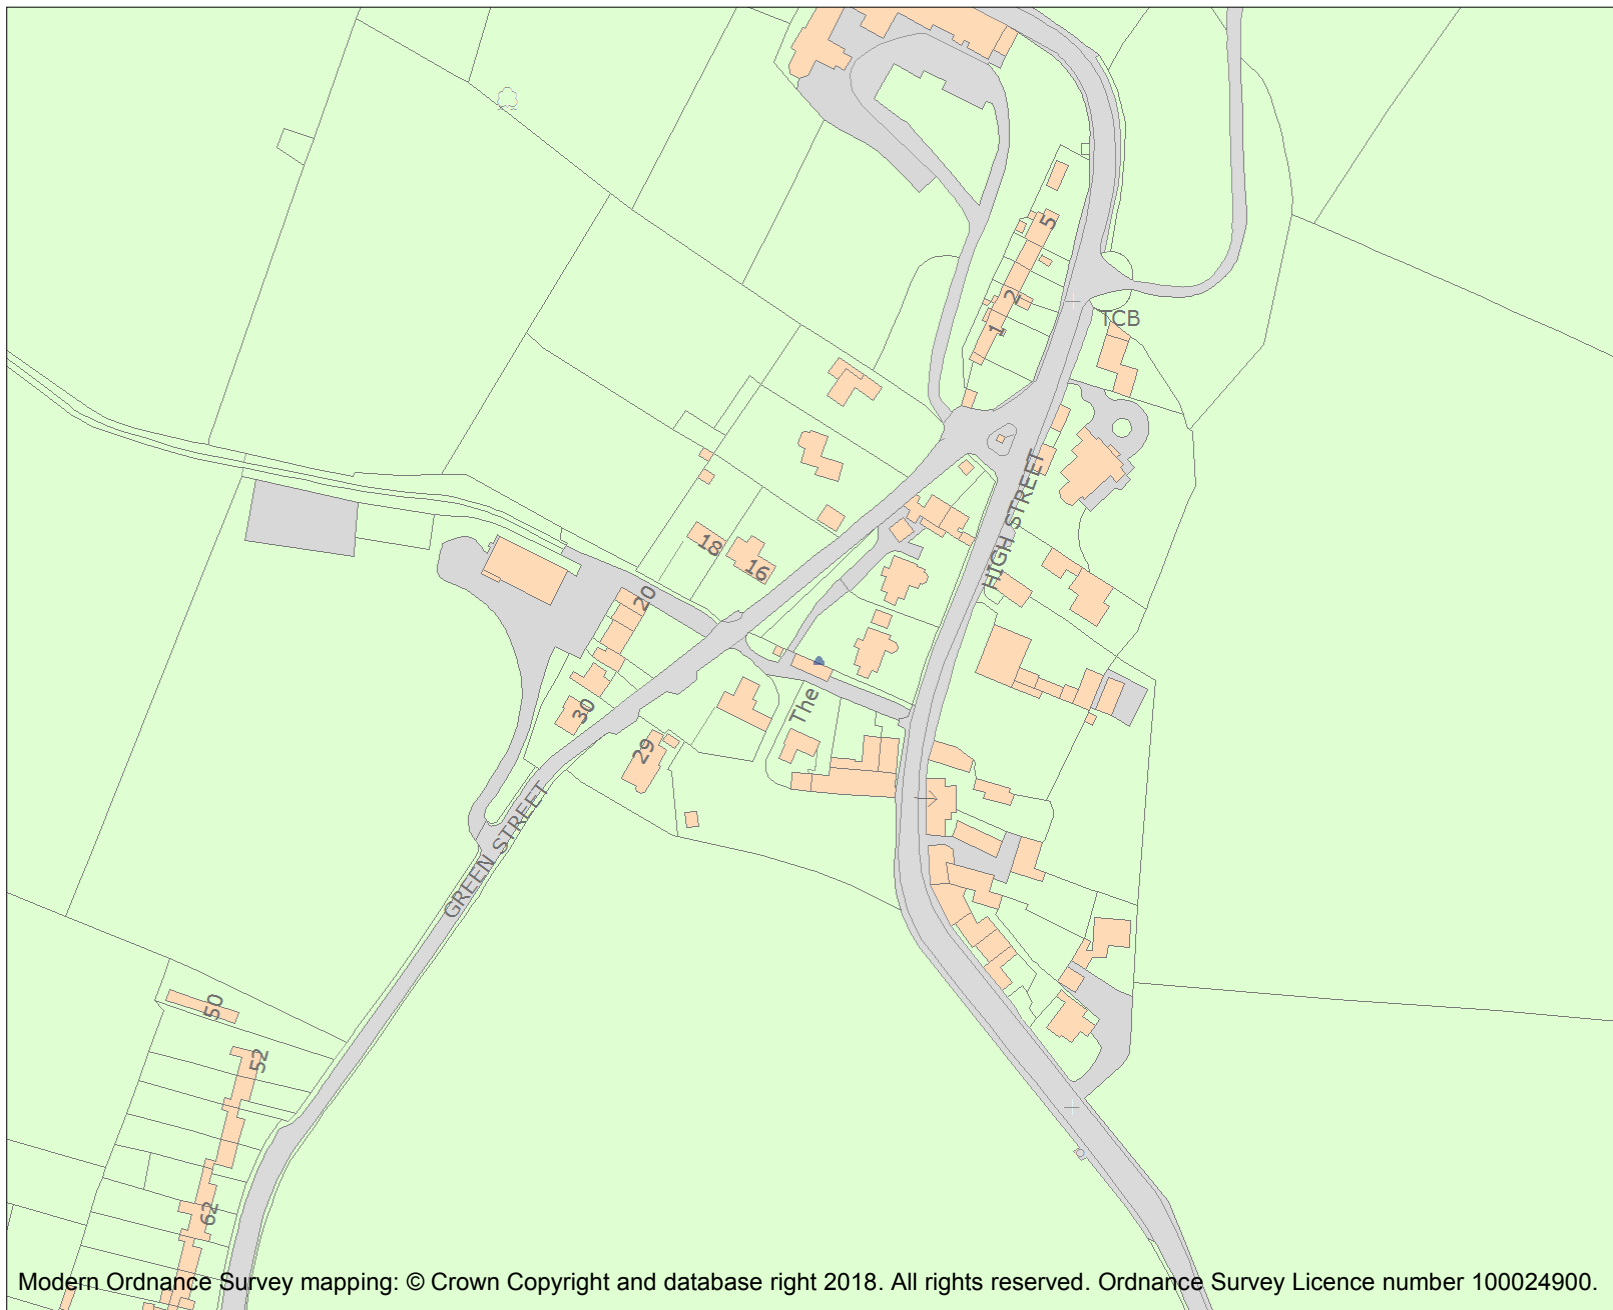 5
2
1
TCB
HIGH STREET
18
16
20
30
The
29
GREEN STREET
50
52
62
Modern Ordnance Survey mapping: © Crown Copyright and database right 2018. All rights reserved. Ordnance Survey Licence number 100024900.